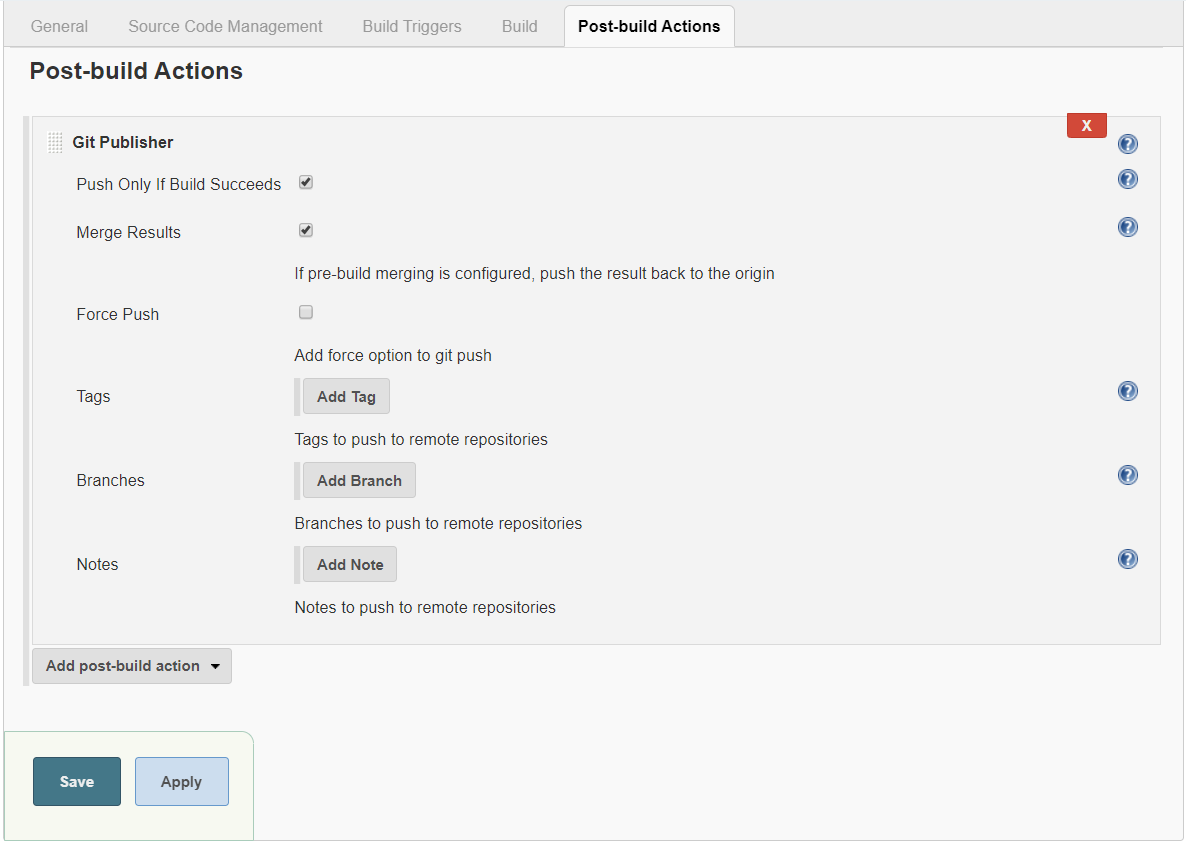 General Source Code Management Build Triggers Build Post-build Actions
Post-build Actions
Git Publisher X ?
Push Only If Build Succeeds ?
Merge Results ?
If pre-build merging is configured, push the result back to the origin
Force Push
Add force option to git push
Tags Add Tag ?
Tags to push to remote repositories
Branches Add Branch ?
Branches to push to remote repositories
Notes Add Note ?
Notes to push to remote repositories
Add post-build action
Save Apply